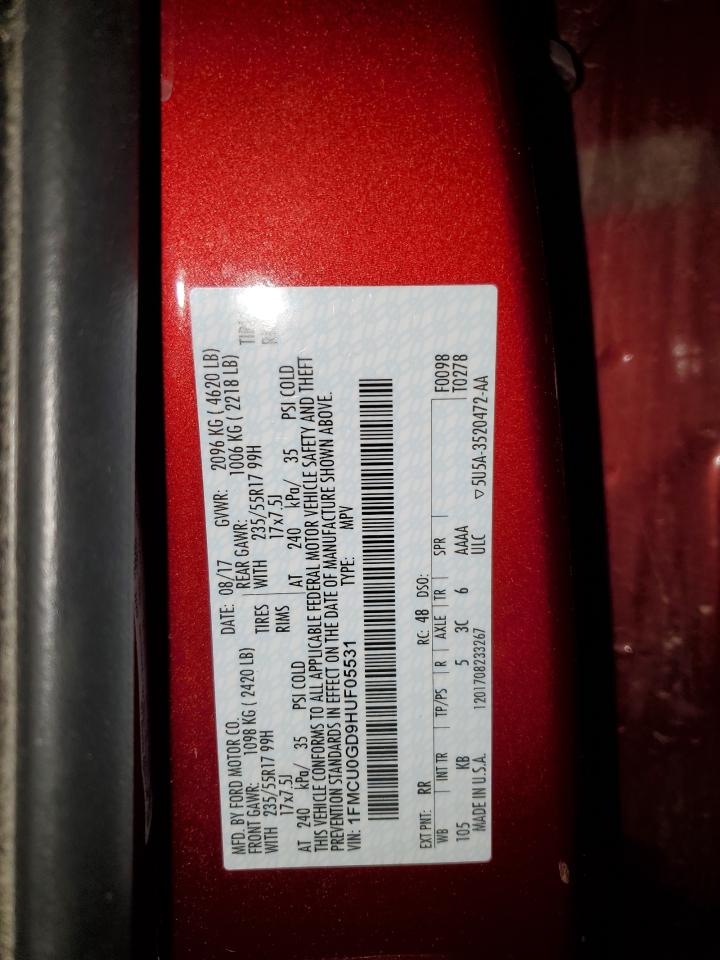 MFD. BY FORD MOTOR CO. DATE: 08/17 GVWR: 2096 KG ( 4620 LB)
FRONT GAWR: 1098 KG ( 2420 LB) REAR GAWR: 1006 KG ( 2218 LB)
WITH 235/55R17 99H TIRES WITH 235/55R17 99H
17x7.5J RIMS 17x7.5J
AT 240 kPa/ 35 PSI COLD AT 240 kPa/ 35 PSI COLD
THIS VEHICLE CONFORMS TO ALL APPLICABLE FEDERAL MOTOR VEHICLE SAFETY AND THEFT
PREVENTION STANDARDS IN EFFECT ON THE DATE OF MANUFACTURE SHOWN ABOVE.
VIN: 1FMCU0GD9HUF05531 TYPE: MPV
EXT PNT: RR RC: 48 DSO: F0098
WB INT TR TP/PS R AXLE TR SPR T0278
105 KB 5 3C 6 AAAA
MADE IN U.S.A. 1201708233267 ULC ▽5U5A-3520472-AA